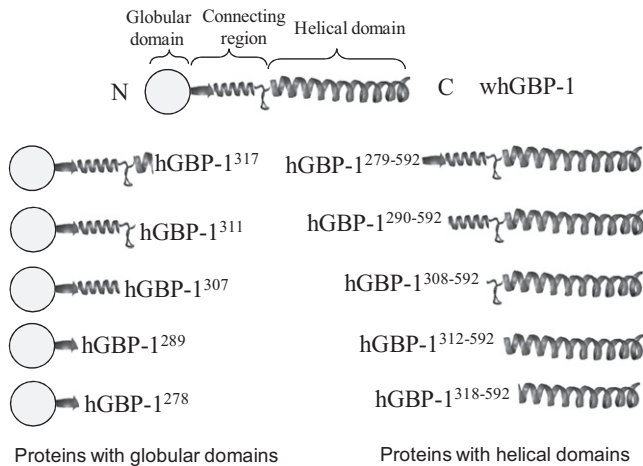 Globular domain
Connecting region
Helical domain
N
C
whGBP-1
hGBP-1³¹⁷
hGBP-1³¹¹
hGBP-1³⁰⁷
hGBP-1²⁸⁹
hGBP-1²⁷⁸
Proteins with globular domains
hGBP-1²⁷⁹⁻⁵⁹²
hGBP-1²⁹⁰⁻⁵⁹²
hGBP-1³⁰⁸⁻⁵⁹²
hGBP-1³¹²⁻⁵⁹²
hGBP-1³¹⁸⁻⁵⁹²
Proteins with helical domains